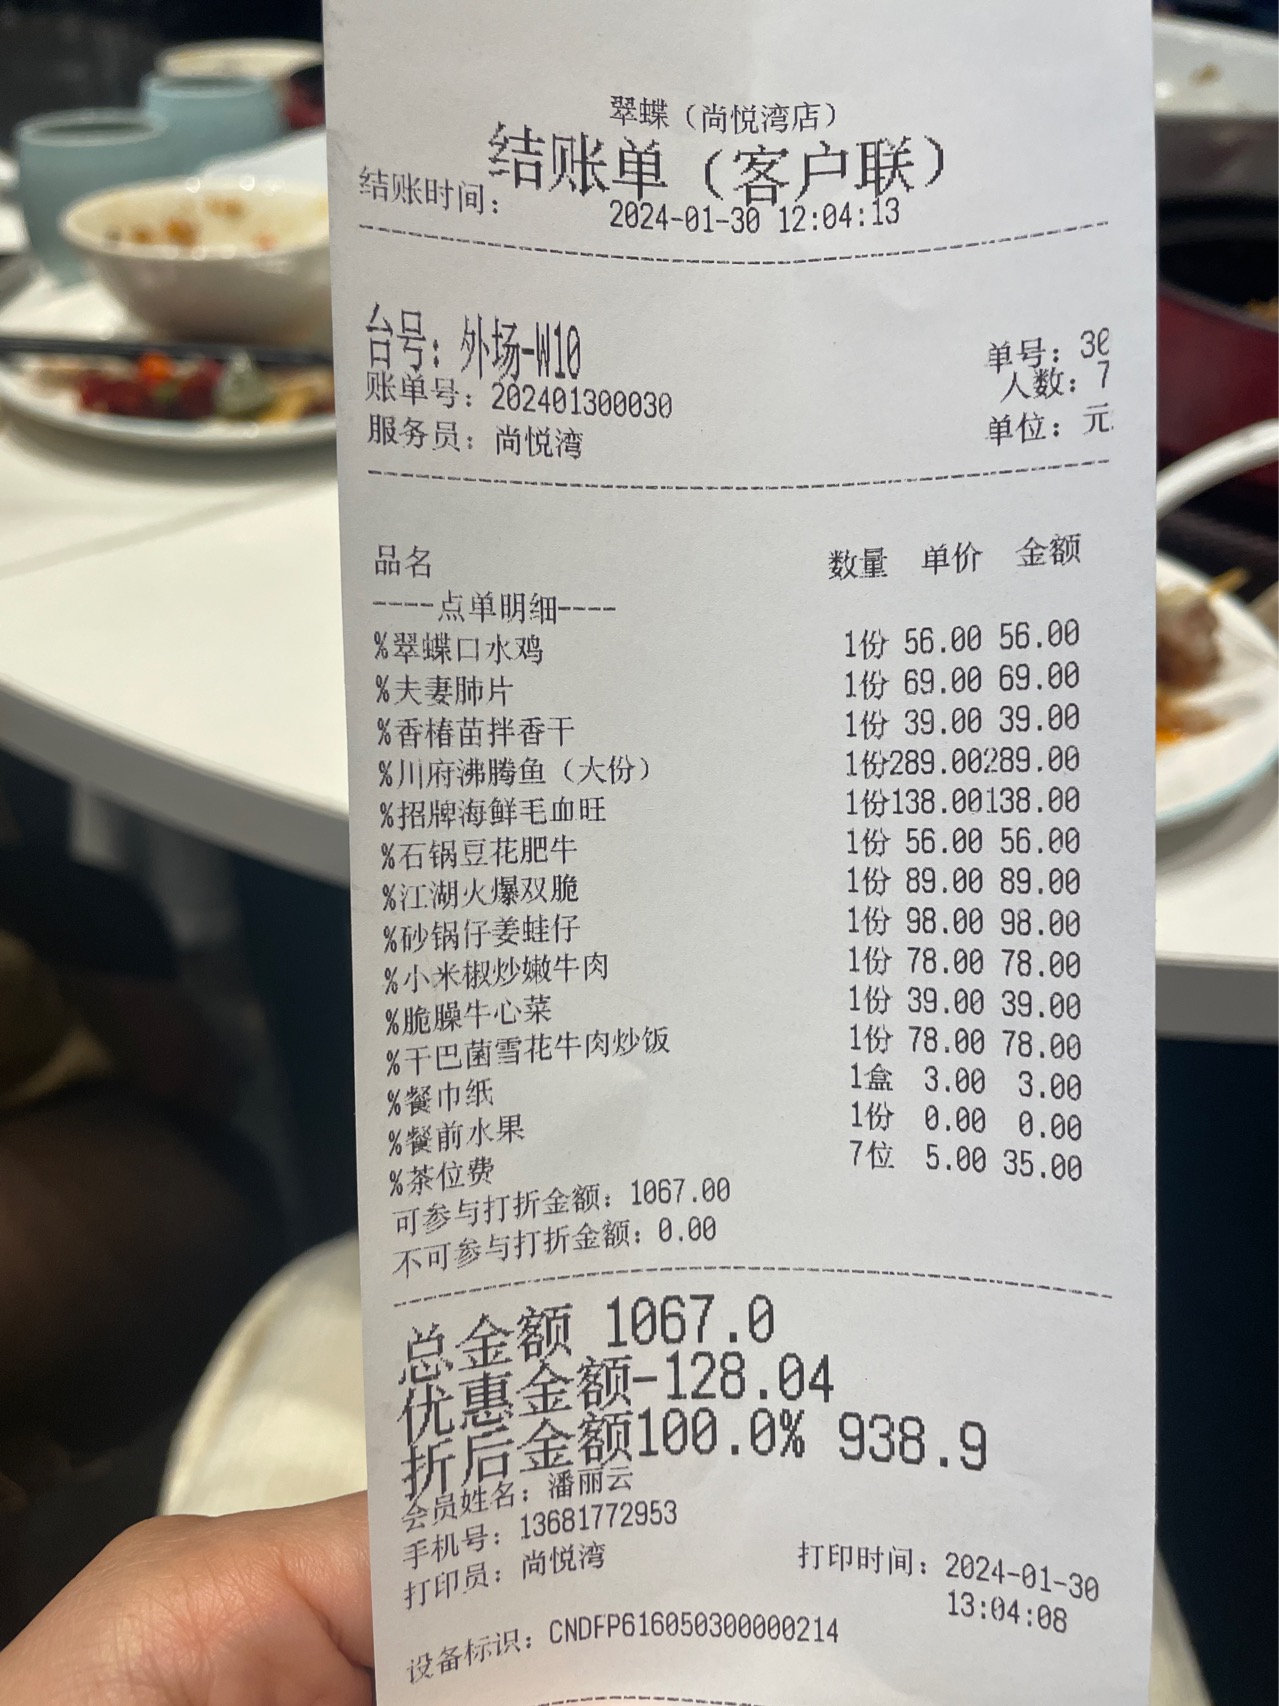 翠蝶（尚悦湾店）
结账单（客户联）
结账时间： 2024-01-30 12:04:13
台号：外场-W10 单号：30
账单号：202401300030 人数：7
服务员：尚悦湾 单位：元
品名 数量 单价 金额
----点单明细----
%翠蝶口水鸡 1份 56.00 56.00
%夫妻肺片 1份 69.00 69.00
%香椿苗拌香干 1份 39.00 39.00
%川府沸腾鱼（大份） 1份289.00289.00
%招牌海鲜毛血旺 1份138.00138.00
%石锅豆花肥牛 1份 56.00 56.00
%江湖火爆双脆 1份 89.00 89.00
%砂锅仔姜蛙仔 1份 98.00 98.00
%小米椒炒嫩牛肉 1份 78.00 78.00
%脆臊牛心菜 1份 39.00 39.00
%干巴菌雪花牛肉炒饭 1份 78.00 78.00
%餐巾纸 1盒 3.00 3.00
%餐前水果 1份 0.00 0.00
%茶位费 7位 5.00 35.00
可参与打折金额：1067.00
不可参与打折金额：0.00
总金额 1067.0
优惠金额-128.04
折后金额100.0% 938.9
会员姓名：潘丽云
手机号：13681772953
打印员：尚悦湾 打印时间：2024-01-30
13:04:08
设备标识：CNDFP616050300000214